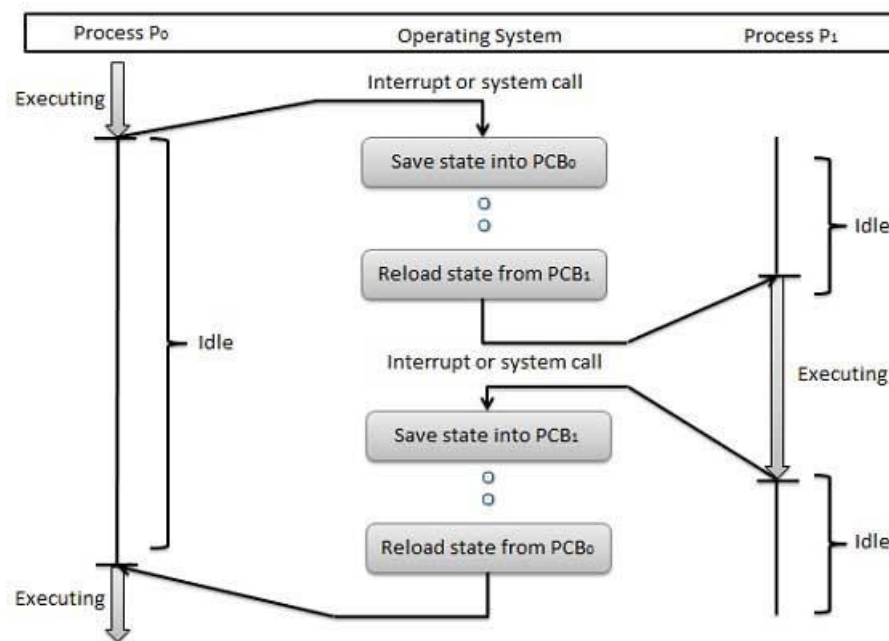 Process P₀
Operating System
Process P₁
Interrupt or system call
Executing
Save state into PCB₀
Idle
Reload state from PCB₁
Idle
Interrupt or system call
Executing
Save state into PCB₁
Reload state from PCB₀
Idle
Executing